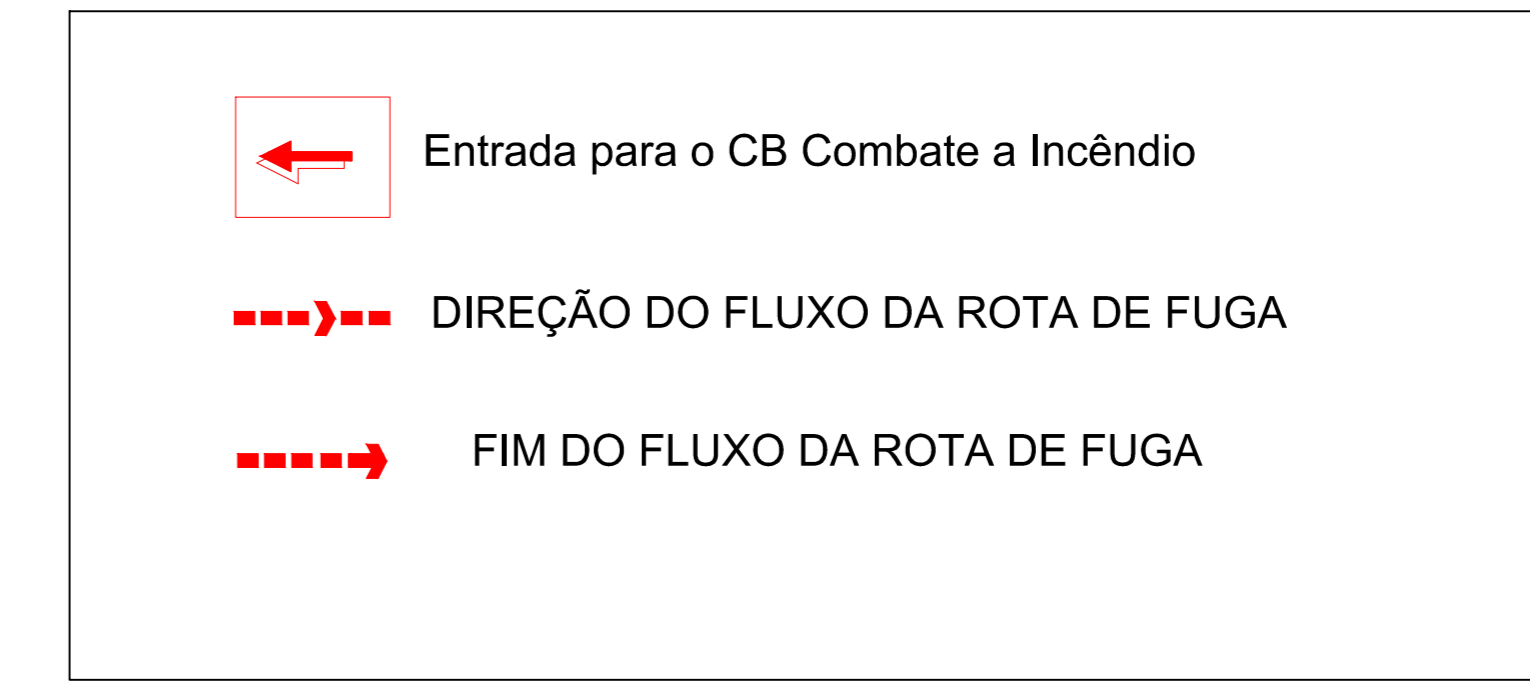 Entrada para o CB Combate a Incêndio
DIREÇÃO DO FLUXO DA ROTA DE FUGA
FIM DO FLUXO DA ROTA DE FUGA